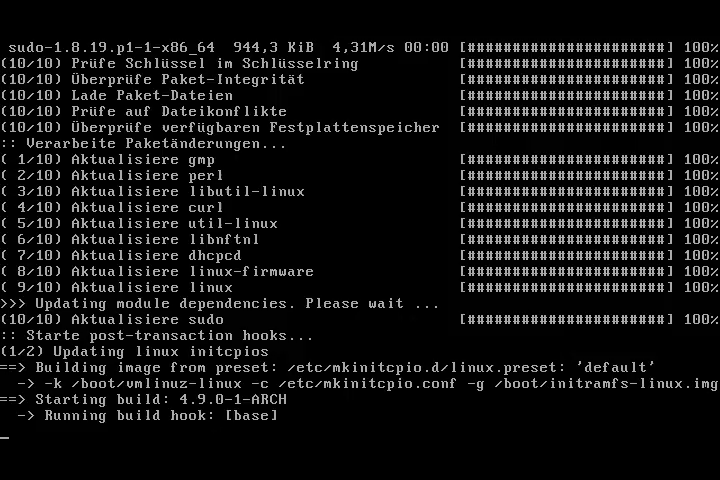 sudo-1.8.19.p1-1-x86_64 944,3 KiB 4,31M/s 00:00 [######################] 100%
(10/10) Prüfe Schlüssel im Schlüsselring [######################] 100%
(10/10) Überprüfe Paket-Integrität [######################] 100%
(10/10) Lade Paket-Dateien [######################] 100%
(10/10) Prüfe auf Dateikonflikte [######################] 100%
(10/10) Überprüfe verfügbaren Festplattenspeicher [######################] 100%
:: Verarbeite Paketänderungen...
( 1/10) Aktualisiere gmp [######################] 100%
( 2/10) Aktualisiere perl [######################] 100%
( 3/10) Aktualisiere libutil-linux [######################] 100%
( 4/10) Aktualisiere curl [######################] 100%
( 5/10) Aktualisiere util-linux [######################] 100%
( 6/10) Aktualisiere libnftnl [######################] 100%
( 7/10) Aktualisiere dhcpcd [######################] 100%
( 8/10) Aktualisiere linux-firmware [######################] 100%
( 9/10) Aktualisiere linux [######################] 100%
>>> Updating module dependencies. Please wait ...
(10/10) Aktualisiere sudo [######################] 100%
:: Starte post-transaction hooks...
(1/2) Updating linux initcpios
==> Building image from preset: /etc/mkinitcpio.d/linux.preset: 'default'
-> -k /boot/vmlinuz-linux -c /etc/mkinitcpio.conf -g /boot/initramfs-linux.img
==> Starting build: 4.9.0-1-ARCH
-> Running build hook: [base]